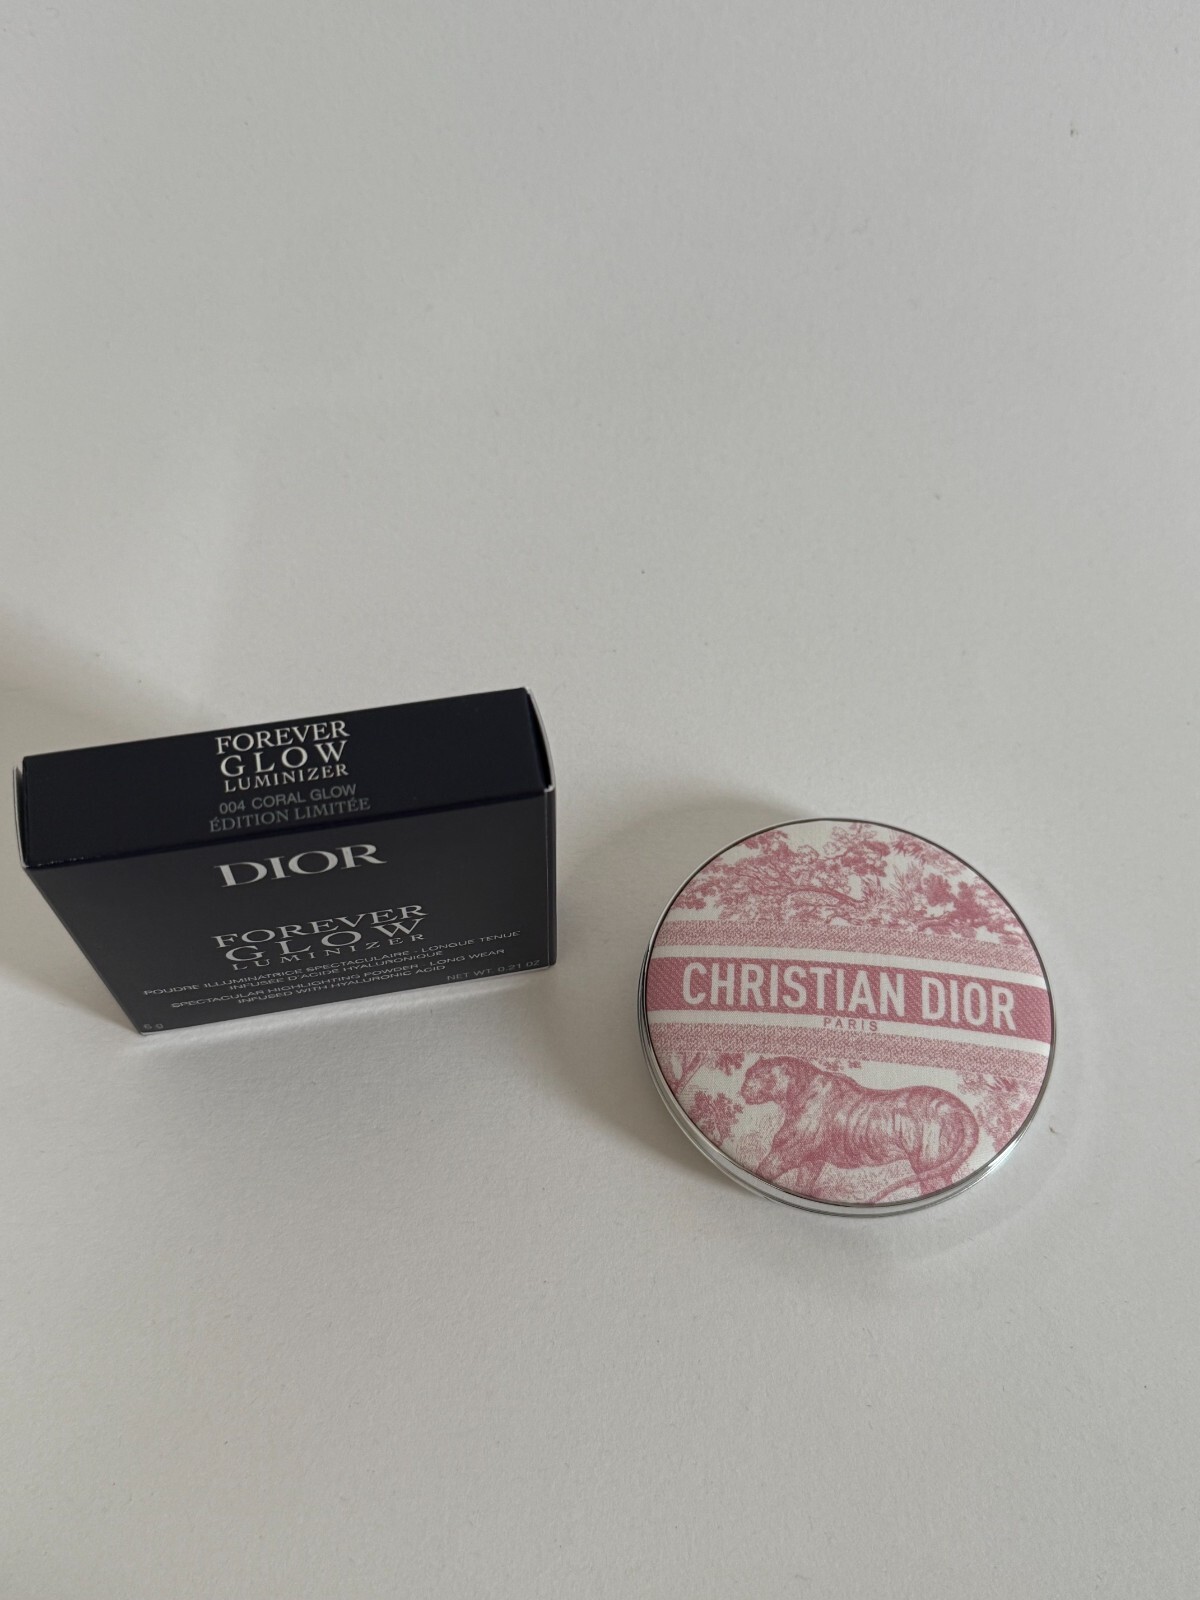 FOREVER
GLOW
LUMINIZER
004 CORAL GLOW
ÉDITION LIMITÉE
DIOR
FOREVER
GLOW
LUMINIZER
POUDRE ILLUMINATRICE SPECTACULAIRE - LONGUE TENUE
INFUSÉE D'ACIDE HYALURONIQUE
SPECTACULAR HIGHLIGHTING POWDER - LONG WEAR
INFUSED WITH HYALURONIC ACID
6 g NET WT. 0.21 OZ
CHRISTIAN DIOR
PARIS